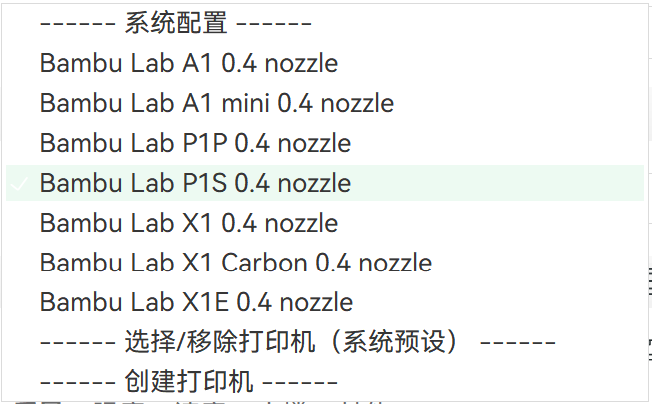 ------ 系统配置 ------
Bambu Lab A1 0.4 nozzle
Bambu Lab A1 mini 0.4 nozzle
Bambu Lab P1P 0.4 nozzle
Bambu Lab P1S 0.4 nozzle
Bambu Lab X1 0.4 nozzle
Bambu Lab X1 Carbon 0.4 nozzle
Bambu Lab X1E 0.4 nozzle
------ 选择/移除打印机（系统预设） ------
------ 创建打印机 ------